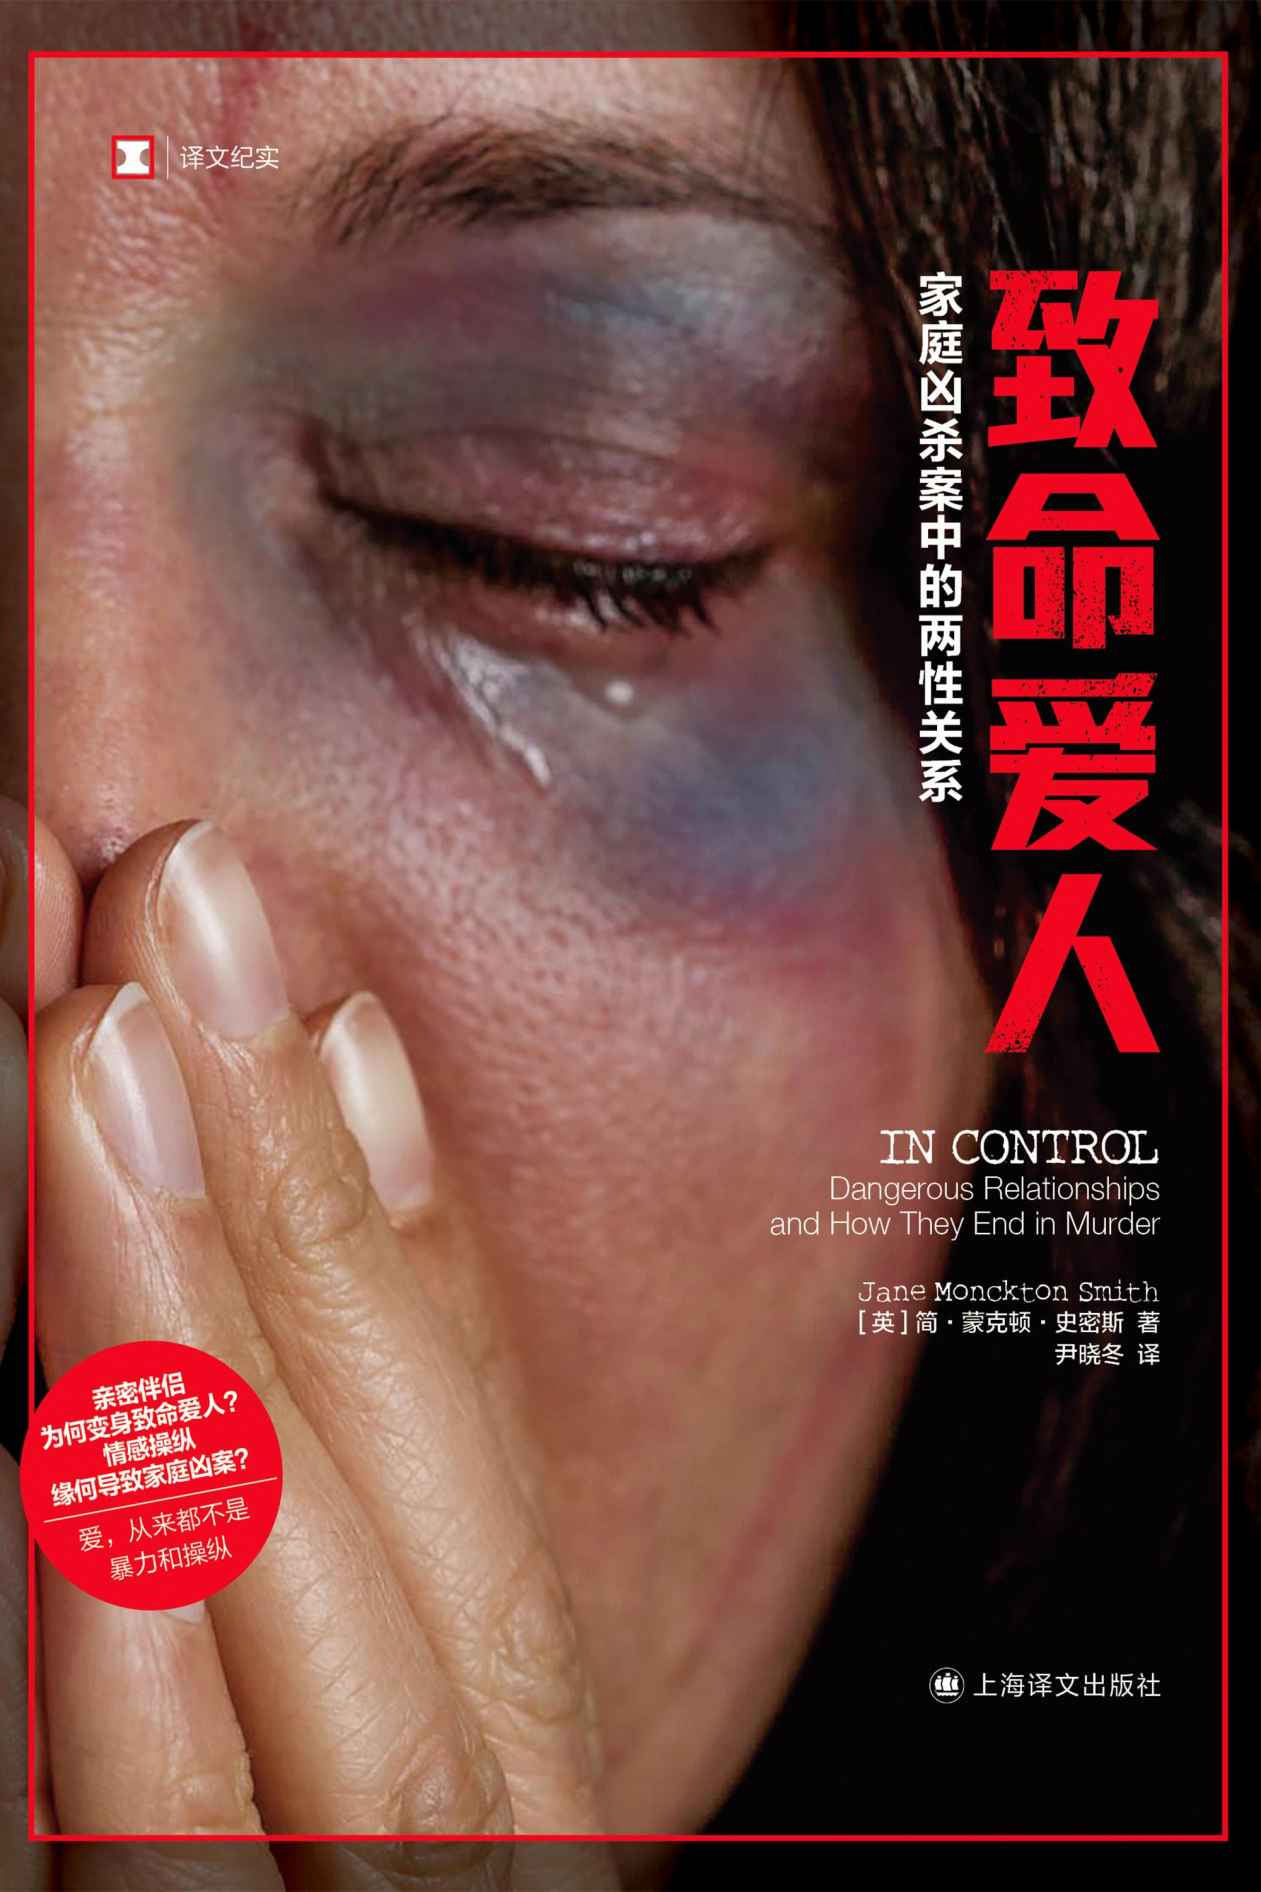 译文纪实
致命爱人
家庭凶杀案中的两性关系
IN CONTROL
Dangerous Relationships
and How They End in Murder
Jane Monckton Smith
[英]简·蒙克顿·史密斯 著
尹晓冬 译
亲密伴侣
为何变身致命爱人？
情感操纵
缘何导致家庭凶案？
爱，从来都不是
暴力和操纵
上海译文出版社